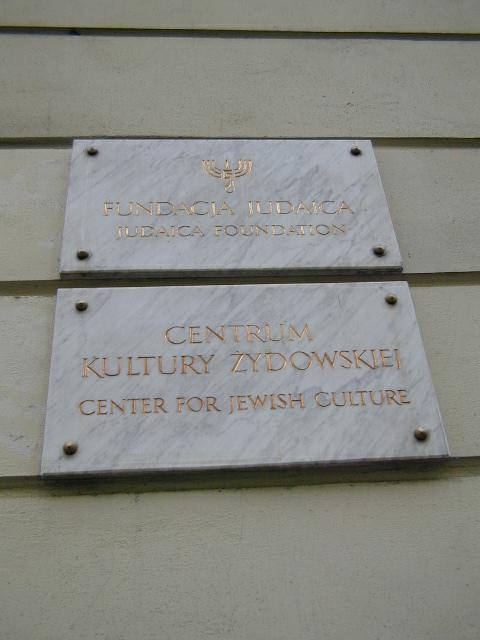 FUNDACJA JUDAICA
JUDAICA FOUNDATION
CENTRUM
KULTURY ŻYDOWSKIEJ
CENTER FOR JEWISH CULTURE